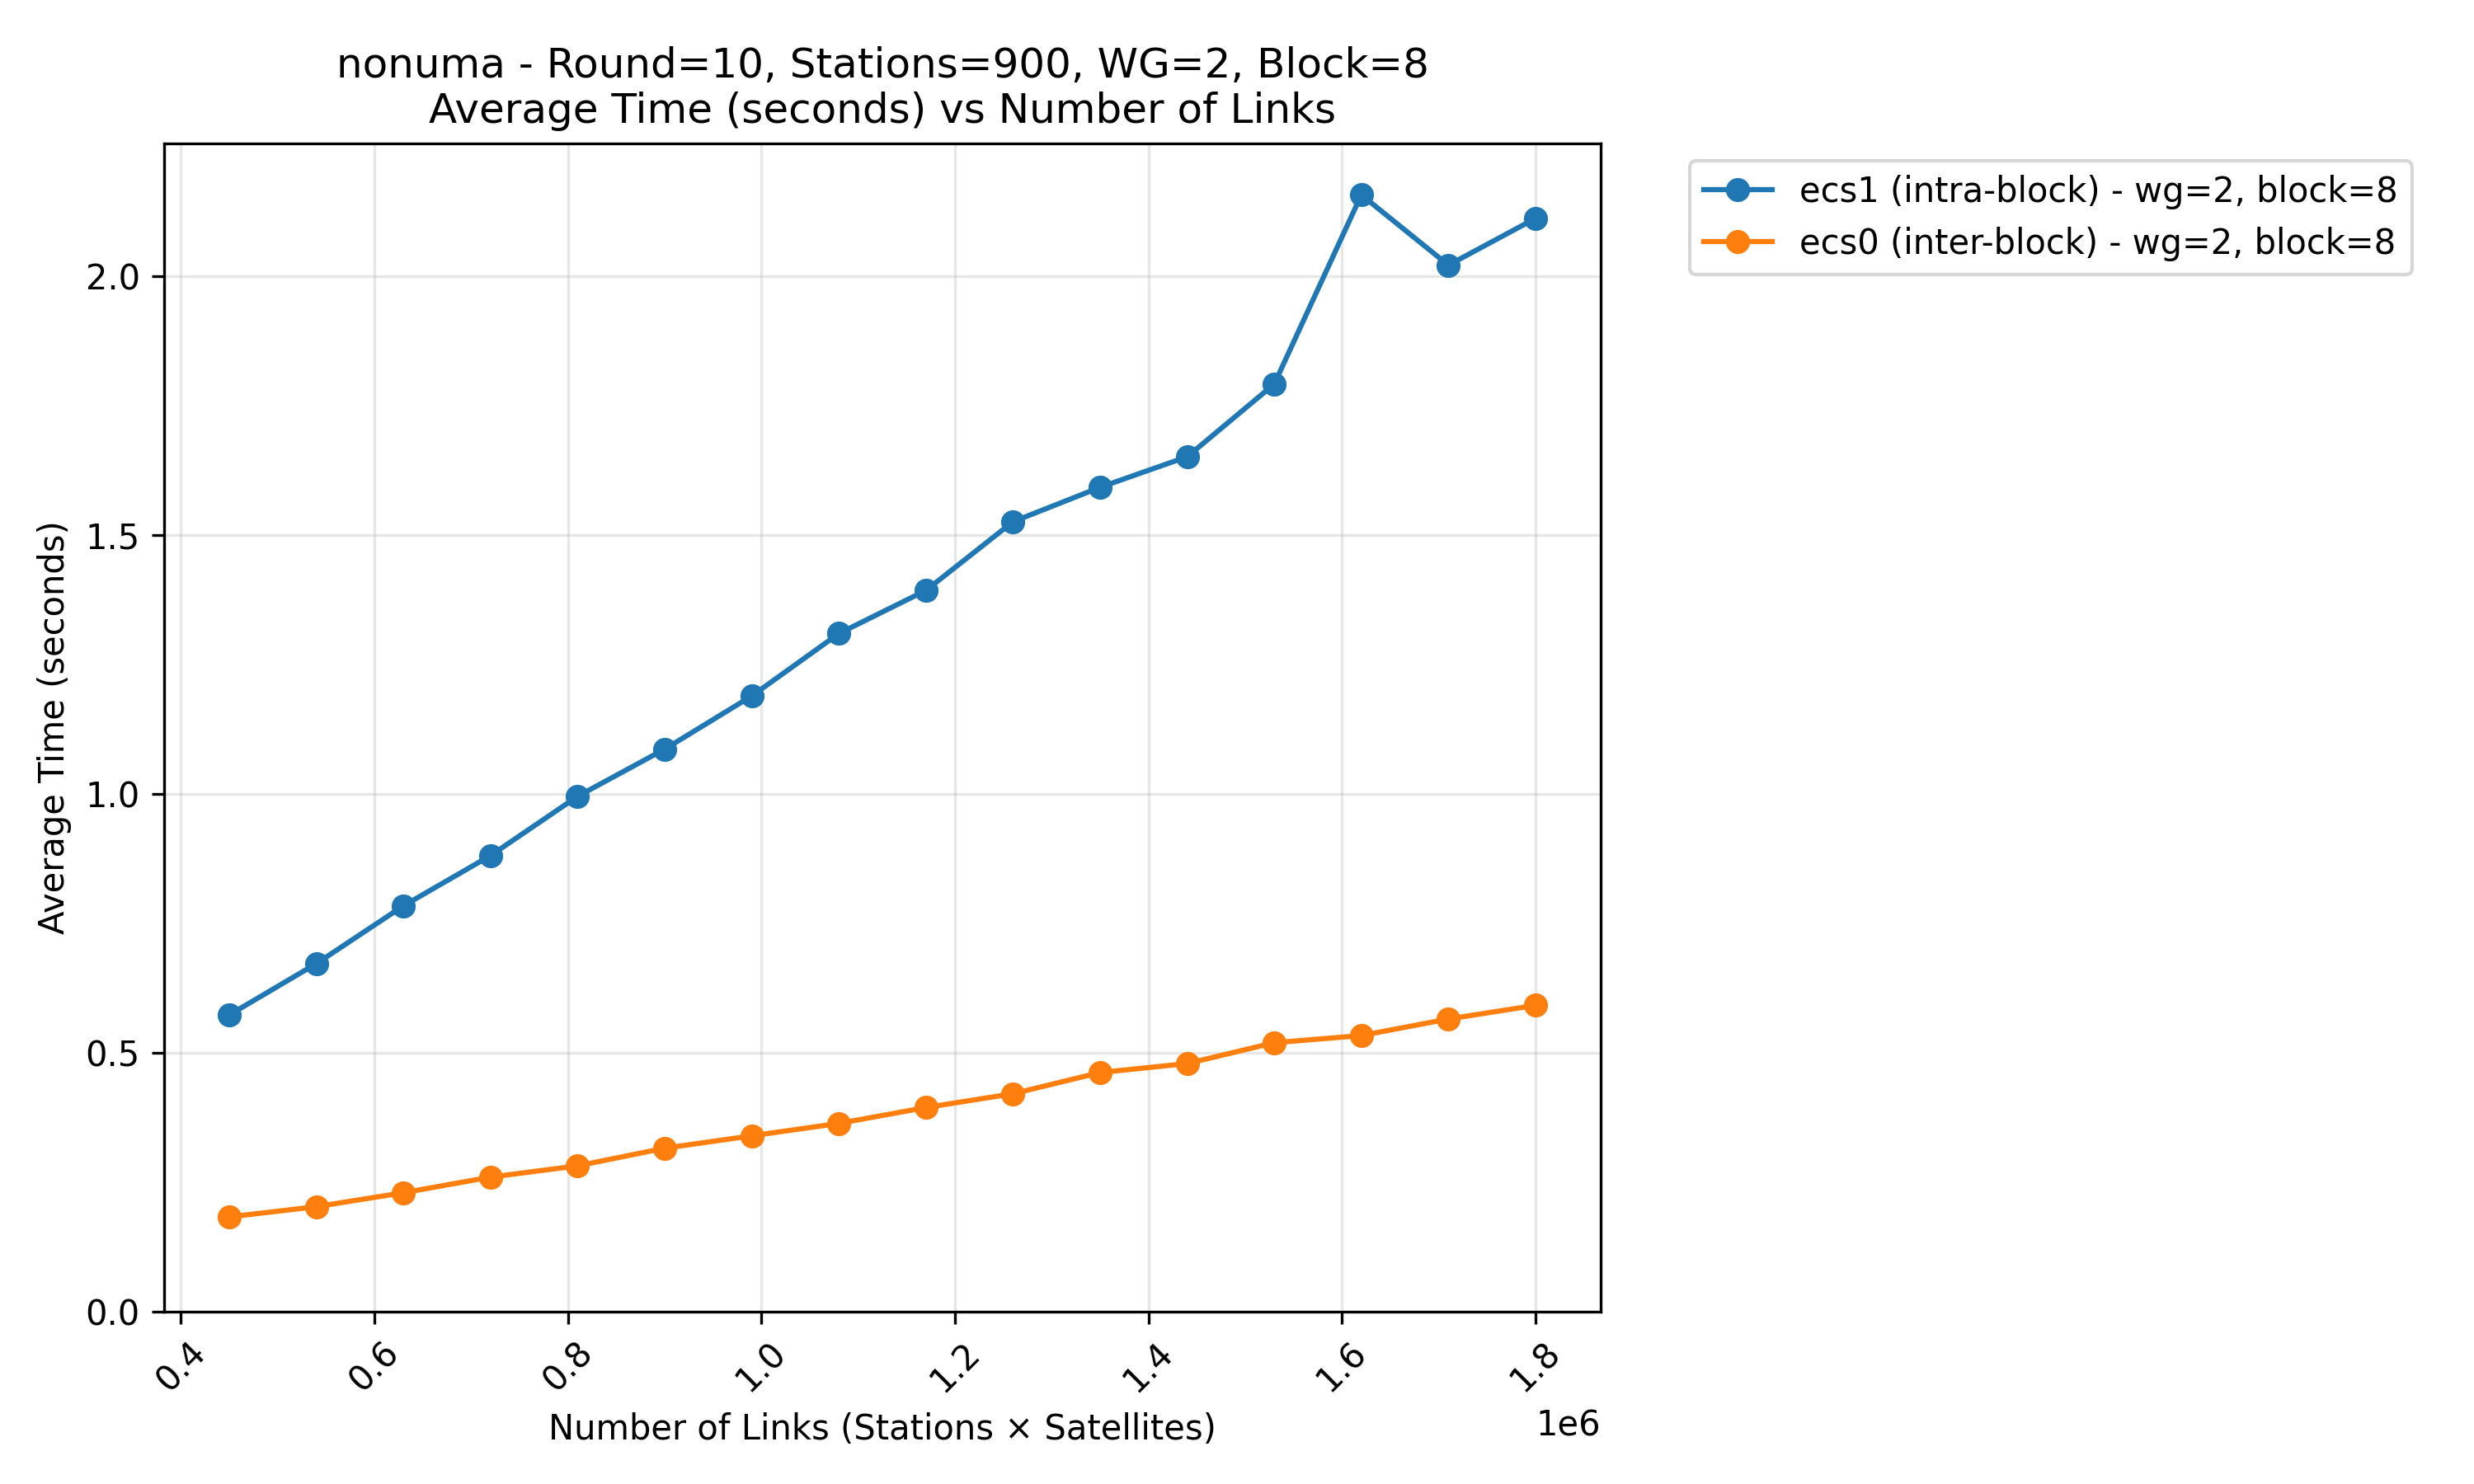 nonuma - Round=10, Stations=900, WG=2, Block=8
Average Time (seconds) vs Number of Links
ecs1 (intra-block) - wg=2, block=8
ecs0 (inter-block) - wg=2, block=8
Average Time (seconds)
2.0
1.5
1.0
0.5
0.0
0.4 0.6 0.8 1.0 1.2 1.4 1.6 1.8
1e6
Number of Links (Stations × Satellites)